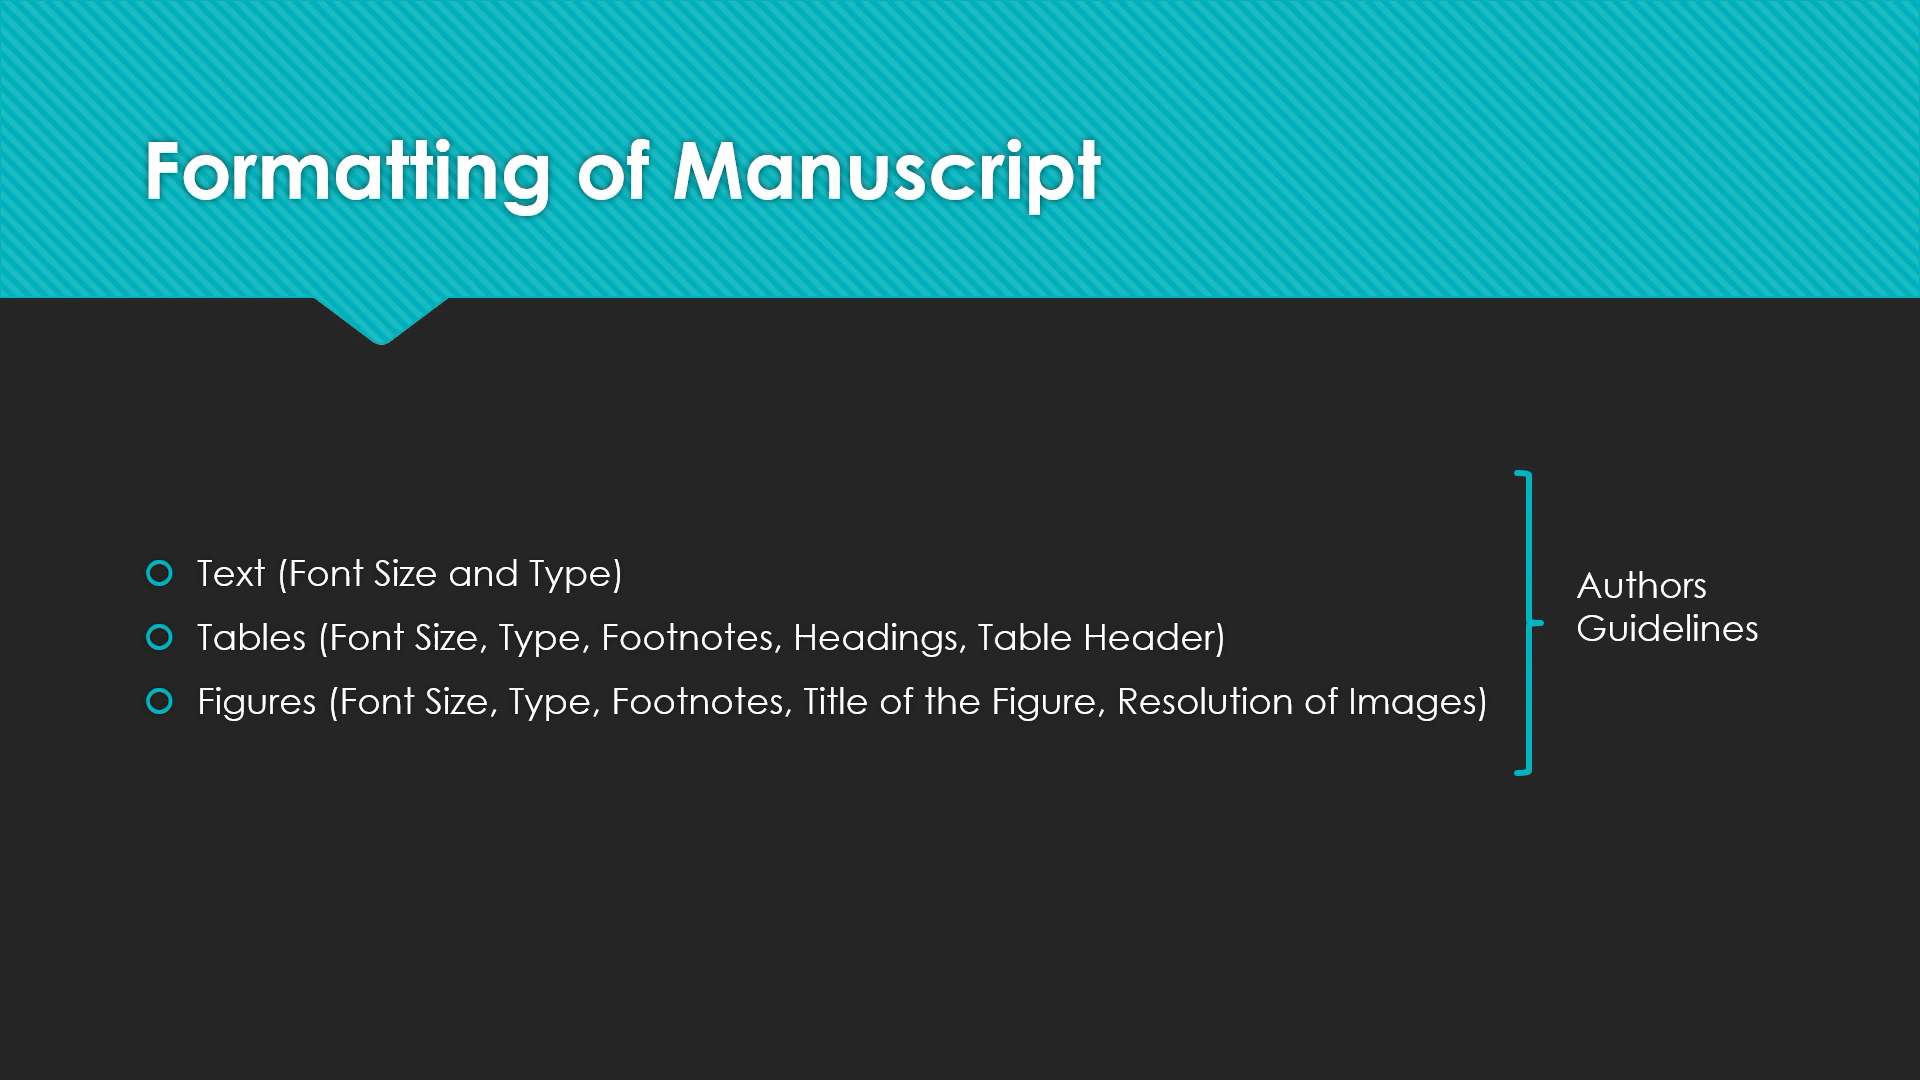 Formatting of Manuscript
Text (Font Size and Type)
Tables (Font Size, Type, Footnotes, Headings, Table Header)
Figures (Font Size, Type, Footnotes, Title of the Figure, Resolution of Images)
Authors
Guidelines